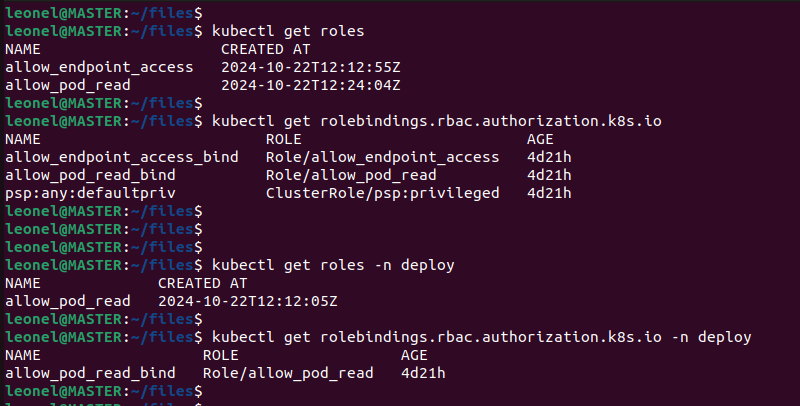 leonel@MASTER:~/files$
leonel@MASTER:~/files$ kubectl get roles
NAME                    CREATED AT
allow_endpoint_access   2024-10-22T12:12:55Z
allow_pod_read          2024-10-22T12:24:04Z
leonel@MASTER:~/files$
leonel@MASTER:~/files$ kubectl get rolebindings.rbac.authorization.k8s.io
NAME                         ROLE                         AGE
allow_endpoint_access_bind   Role/allow_endpoint_access   4d21h
allow_pod_read_bind          Role/allow_pod_read          4d21h
psp:any:defaultpriv          ClusterRole/psp:privileged   4d21h
leonel@MASTER:~/files$
leonel@MASTER:~/files$
leonel@MASTER:~/files$
leonel@MASTER:~/files$ kubectl get roles -n deploy
NAME             CREATED AT
allow_pod_read   2024-10-22T12:12:05Z
leonel@MASTER:~/files$
leonel@MASTER:~/files$ kubectl get rolebindings.rbac.authorization.k8s.io -n deploy
NAME                  ROLE                  AGE
allow_pod_read_bind   Role/allow_pod_read   4d21h
leonel@MASTER:~/files$